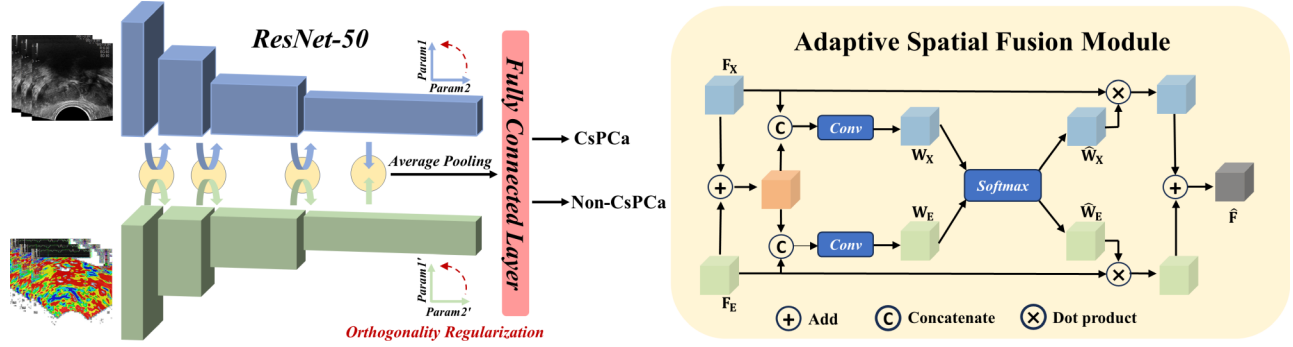 ResNet-50
Param1
Param2
Average Pooling
Fully Connected Layer
CsPCa
Non-CsPCa
Param1'
Param2'
Orthogonality Regularization
Adaptive Spatial Fusion Module
F_X
C
Conv
W_X
Ŵ_X
×
+
Softmax
+
F̂
C
Conv
W_E
Ŵ_E
×
F_E
+ Add
C Concatenate
× Dot product